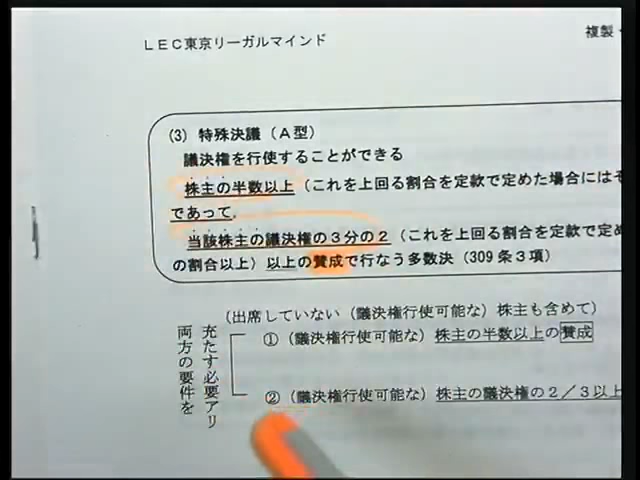 LEC東京リーガルマインド
複製・
(3) 特殊決議（A型）
議決権を行使することができる
株主の半数以上（これを上回る割合を定款で定めた場合にはそ
であって、
当該株主の議決権の3分の2（これを上回る割合を定款で定め
の割合以上）以上の賛成で行なう多数決（309条3項）
（出席していない（議決権行使可能な）株主も含めて）
①（議決権行使可能な）株主の半数以上の賛成
②（議決権行使可能な）株主の議決権の2／3以上
両方の要件を
充たす必要アリ